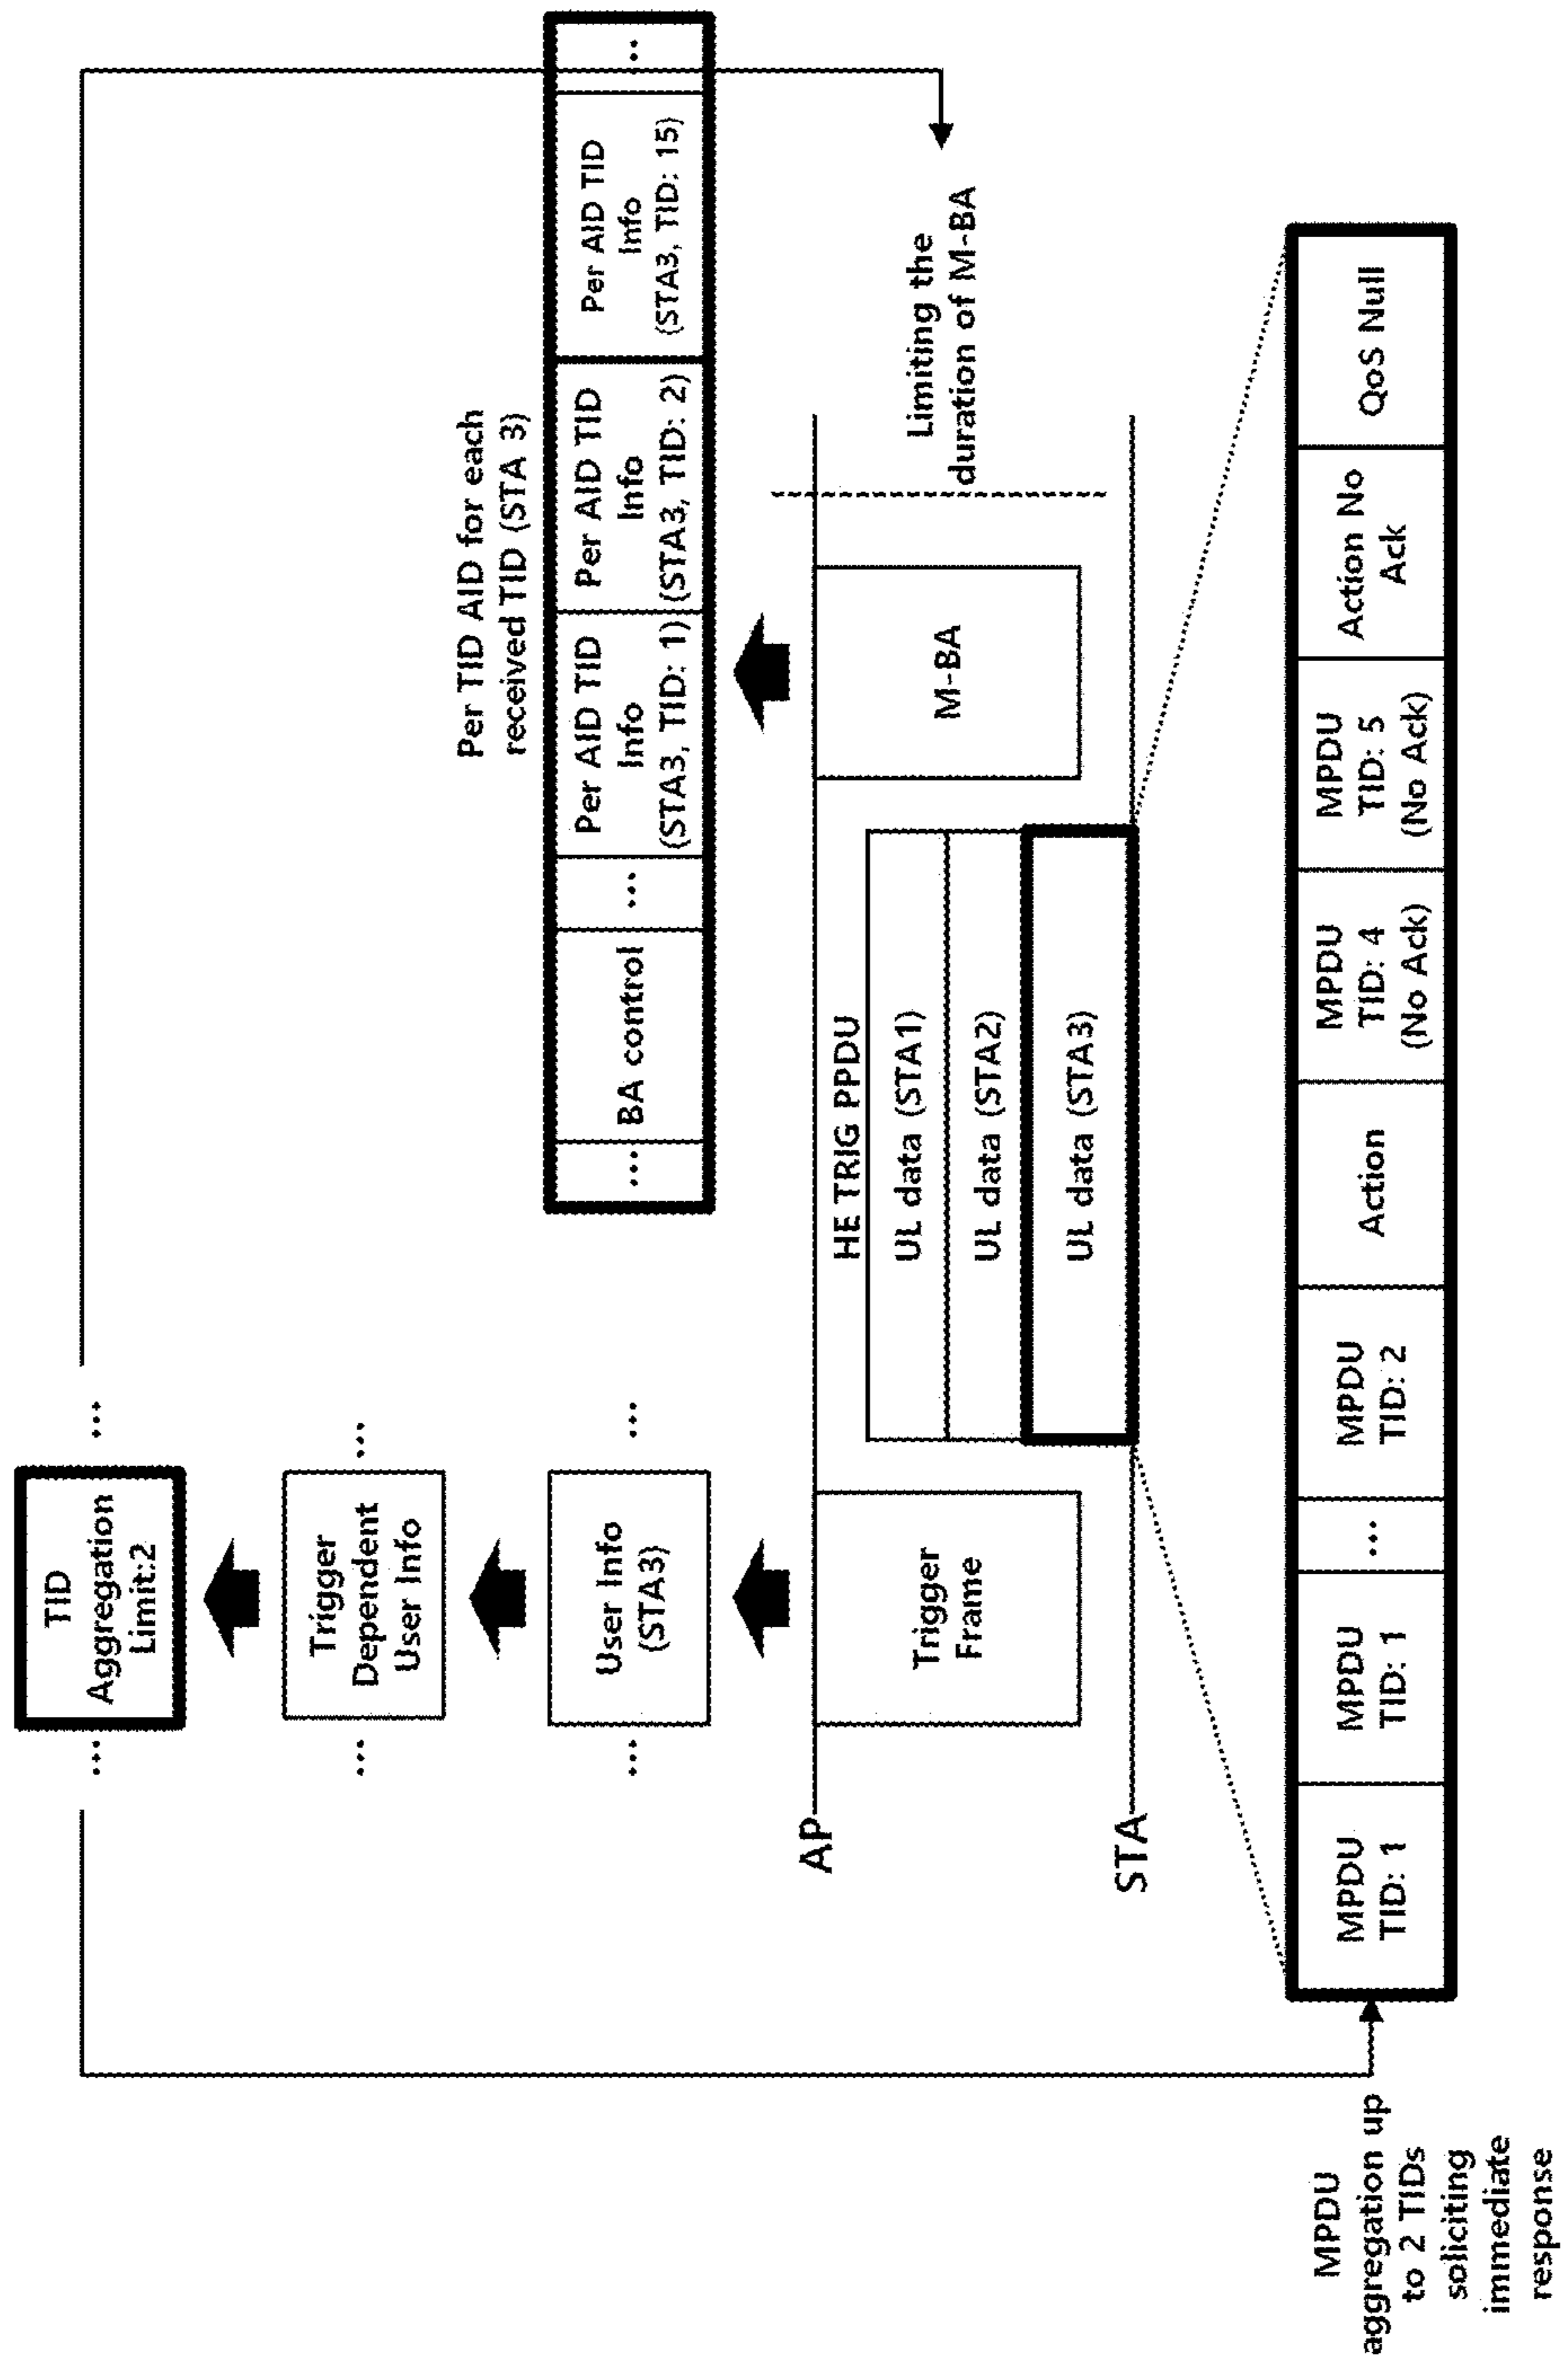 ...
TID
Aggregation
Limit:2
...
...
Trigger
Dependent
User Info
...
...
User Info
(STA3)
...
Per TID AID for each
received TID (STA 3)
...
BA control
...
Per AID TID
Info
(STA3, TID: 1)
Per AID TID
Info
(STA3, TID: 2)
Per AID TID
Info
(STA3, TID: 15)
...
AP
Trigger
Frame
HE TRIG PPDU
UL data (STA1)
UL data (STA2)
UL data (STA3)
M-BA
Limiting the
duration of M-BA
STA
MPDU
aggregation up
to 2 TIDs
soliciting
immediate
response
MPDU
TID: 1
MPDU
TID: 1
...
MPDU
TID: 2
Action
MPDU
TID: 4
(No Ack)
MPDU
TID: 5
(No Ack)
Action No
Ack
QoS Null